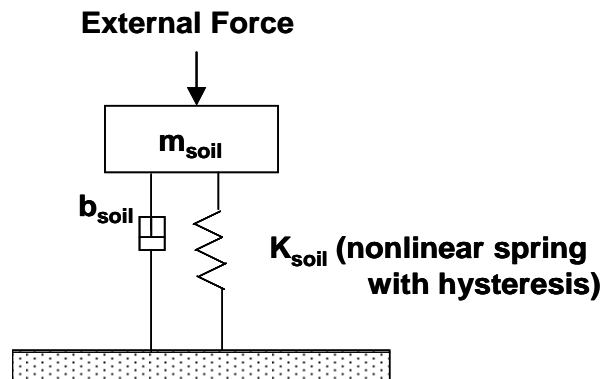 External Force
m_soil
b_soil
K_soil (nonlinear spring
with hysteresis)